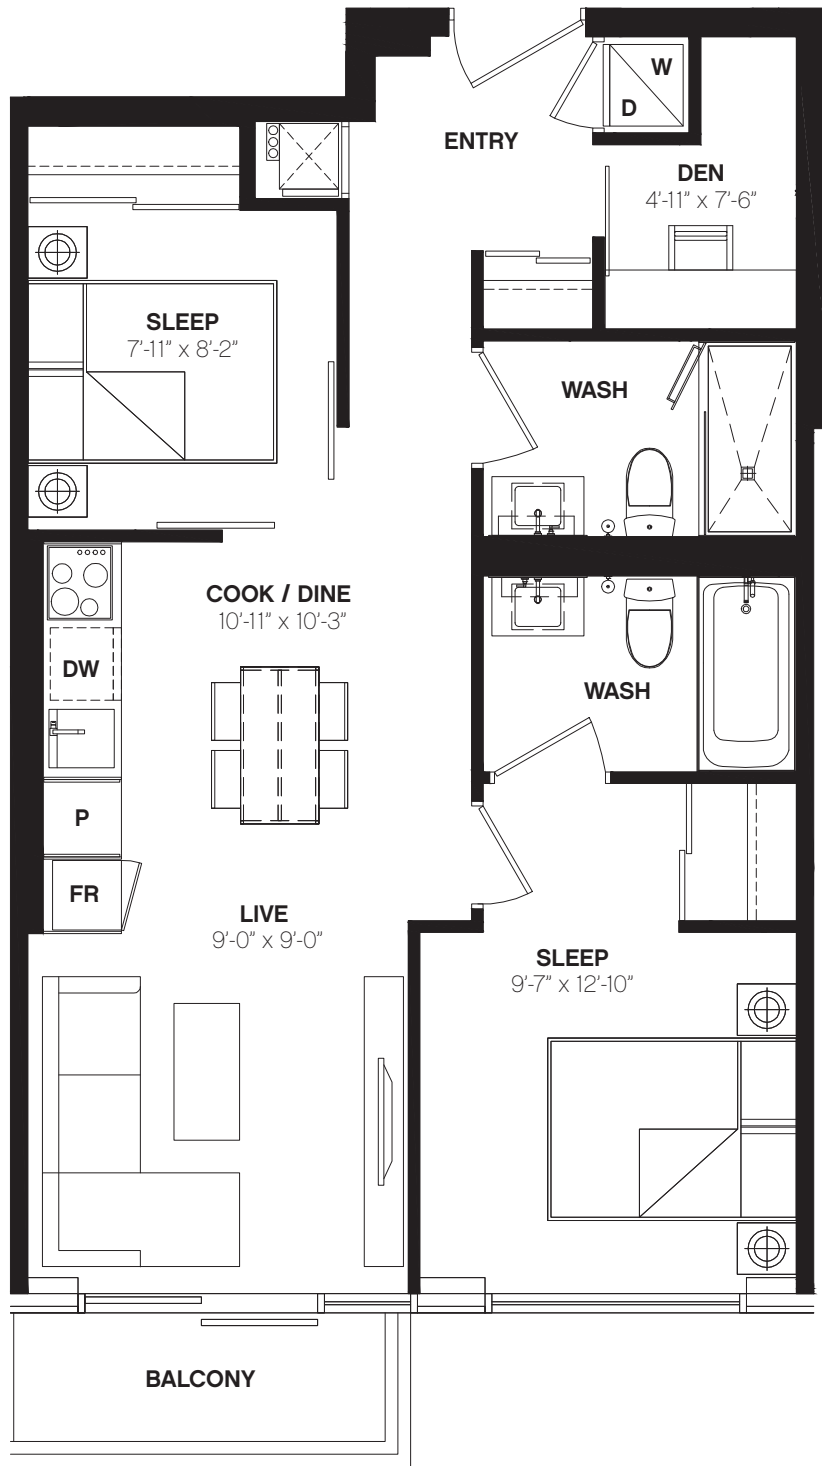 W
D
ENTRY
DEN
4'-11" x 7'-6"
SLEEP
7'-11" x 8'-2"
WASH
COOK / DINE
10'-11" x 10'-3"
DW
WASH
P
FR
LIVE
9'-0" x 9'-0"
SLEEP
9'-7" x 12'-10"
BALCONY